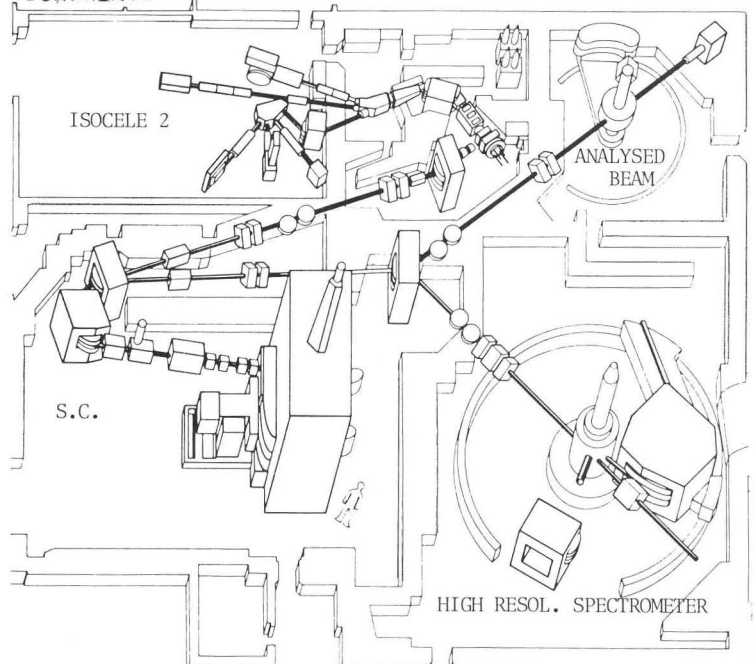 ISOCELE 2
ANALYSED
BEAM
S.C.
HIGH RESOL. SPECTROMETER